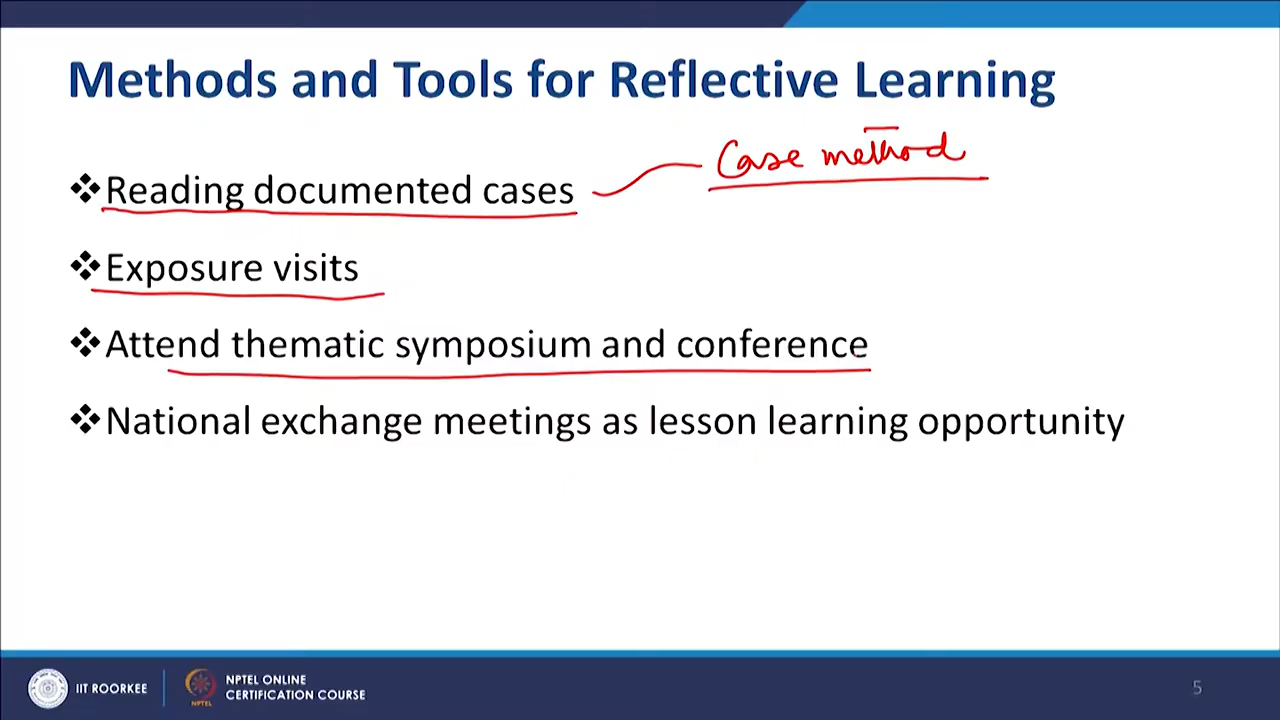 Methods and Tools for Reflective Learning
Case method
❖Reading documented cases
❖Exposure visits
❖Attend thematic symposium and conference
❖National exchange meetings as lesson learning opportunity
IIT ROORKEE
NPTEL
NPTEL ONLINE
CERTIFICATION COURSE
5